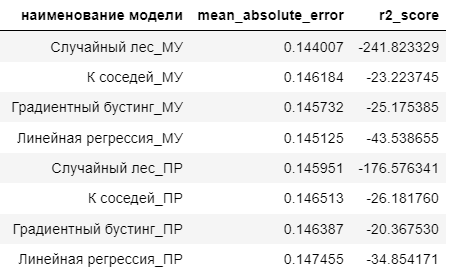 наименование модели mean_absolute_error r2_score
Случайный лес_МУ 0.144007 -241.823329
К соседей_МУ 0.146184 -23.223745
Градиентный бустинг_МУ 0.145732 -25.175385
Линейная регрессия_МУ 0.145125 -43.538655
Случайный лес_ПР 0.145951 -176.576341
К соседей_ПР 0.146513 -26.181760
Градиентный бустинг_ПР 0.146387 -20.367530
Линейная регрессия_ПР 0.147455 -34.854171